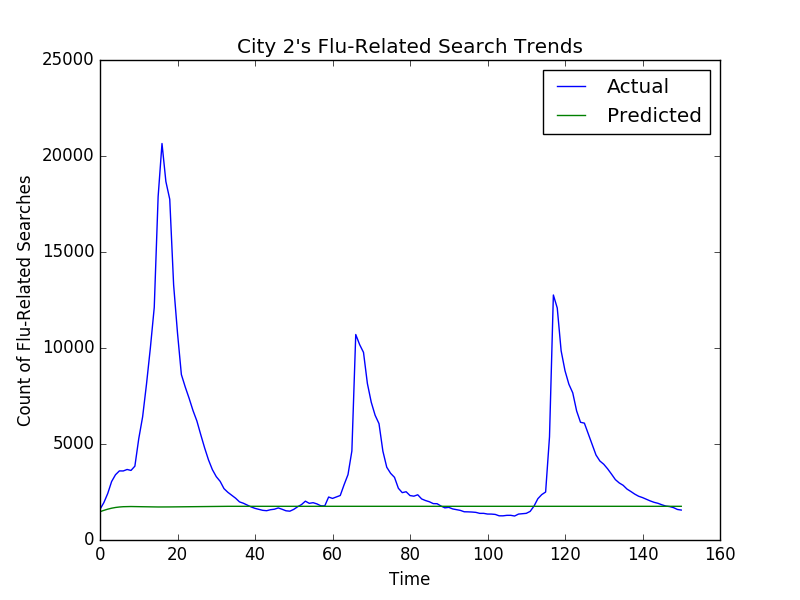 City 2's Flu-Related Search Trends
25000
20000
15000
10000
5000
0
Count of Flu-Related Searches
Actual
Predicted
0 20 40 60 80 100 120 140 160
Time